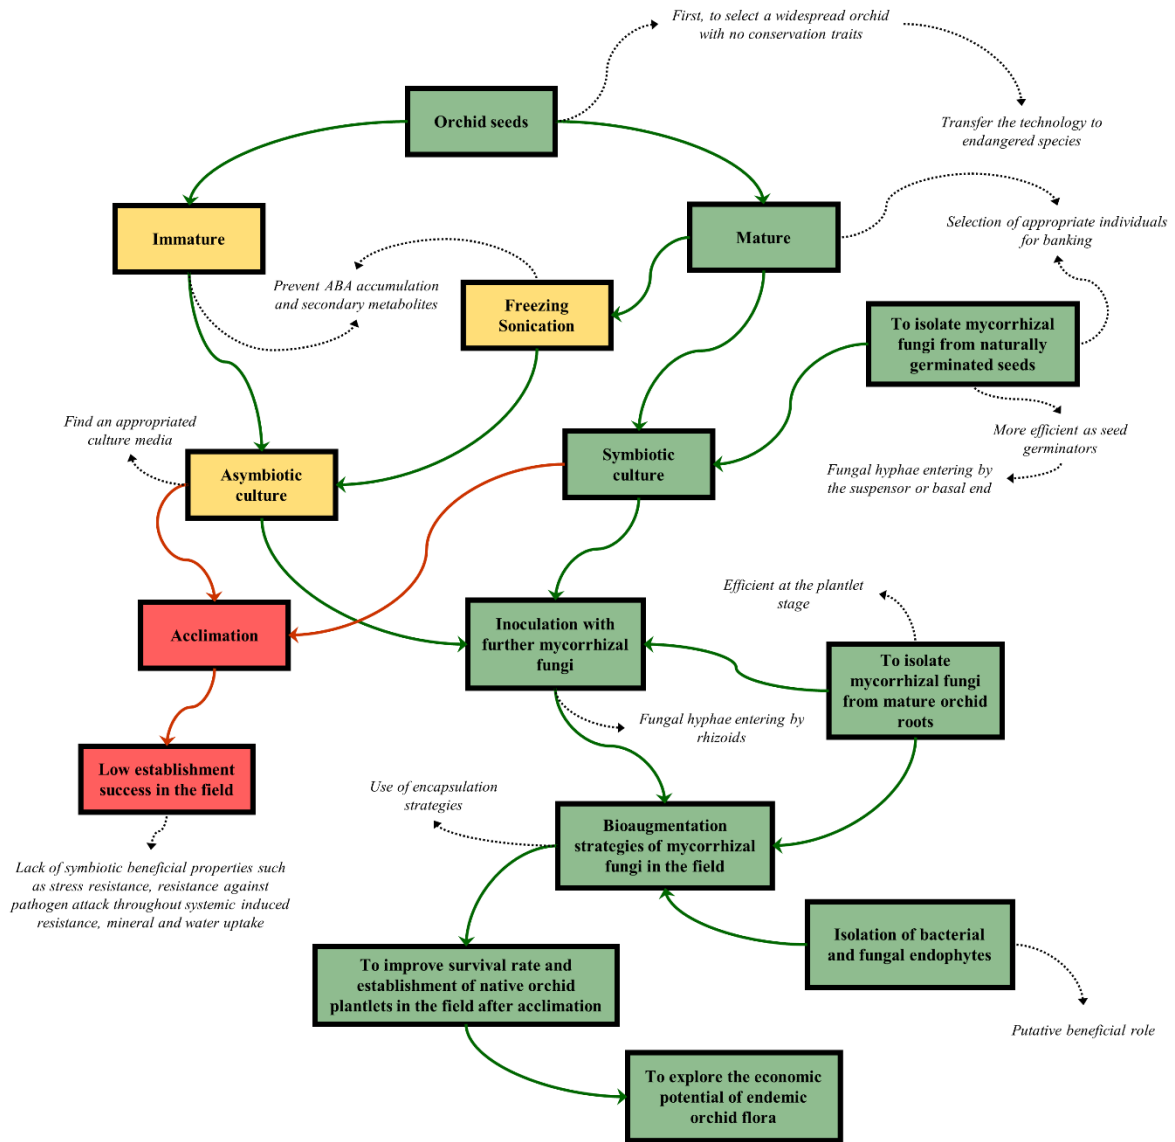 First, to select a widespread orchid
with no conservation traits
Orchid seeds
Transfer the technology to
endangered species
Immature
Mature
Selection of appropriate individuals
for banking
Prevent ABA accumulation
and secondary metabolites
Freezing
Sonication
To isolate mycorrhizal
fungi from naturally
germinated seeds
Find an appropriated
culture media
Asymbiotic
culture
Symbiotic
culture
More efficient as seed
germinators
Fungal hyphae entering by
the suspensor or basal end
Efficient at the plantlet
stage
Acclimation
Inoculation with
further mycorrhizal
fungi
To isolate
mycorrhizal fungi
from mature orchid
roots
Fungal hyphae entering by
rhizoids
Low establishment
success in the field
Use of encapsulation
strategies
Bioaugmentation
strategies of mycorrhizal
fungi in the field
Lack of symbiotic beneficial properties such
as stress resistance, resistance against
pathogen attack throughout systemic induced
resistance, mineral and water uptake
Isolation of bacterial
and fungal endophytes
To improve survival rate and
establishment of native orchid
plantlets in the field after acclimation
Putative beneficial role
To explore the economic
potential of endemic
orchid flora